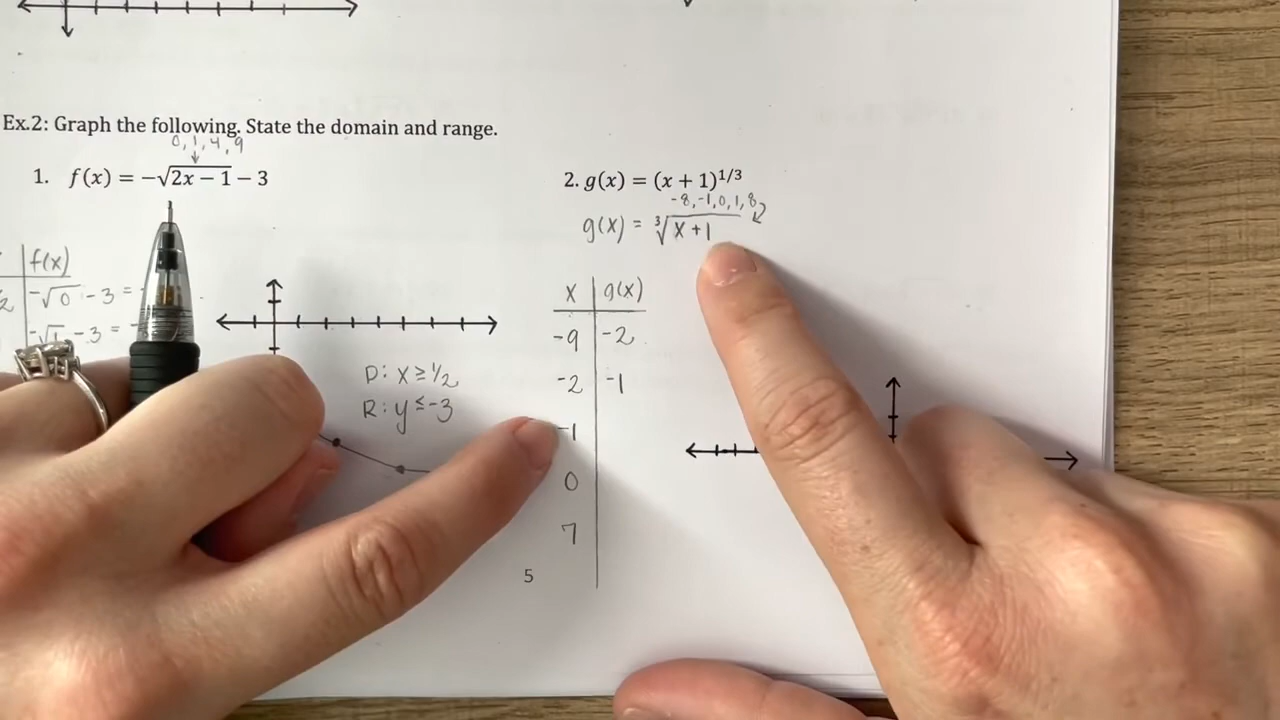 Ex.2: Graph the following. State the domain and range.
0, 1, 4, 9
1. f(x) = −√(2x − 1) − 3
f(x)
-√0 - 3 =
-√1 - 3 =
D: x ≥ 1/2
R: y ≤ -3
2. g(x) = (x + 1)^1/3
-8, -1, 0, 1, 8
g(x) = ∛(x + 1)
x g(x)
-9 -2
-2 -1
-1
0
7
5